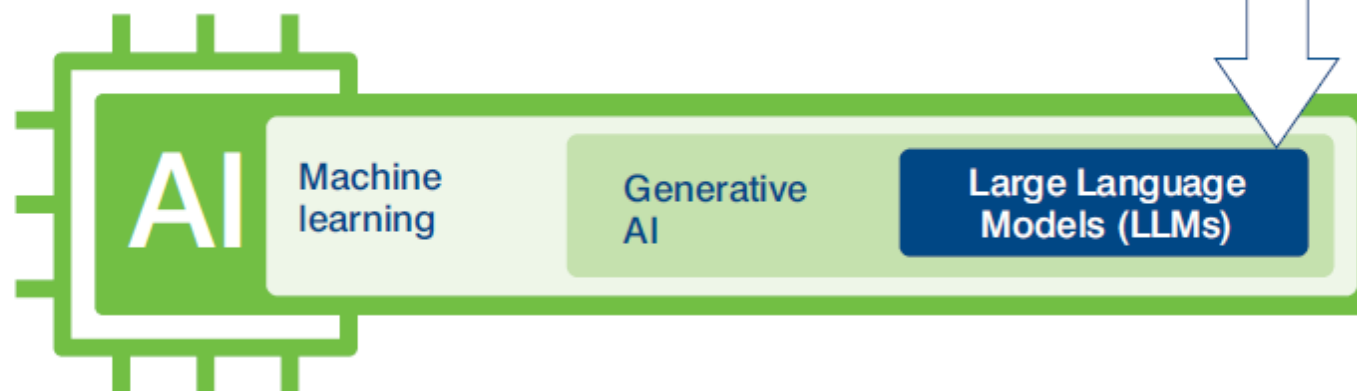 AI
Machine
learning
Generative
AI
Large Language
Models (LLMs)